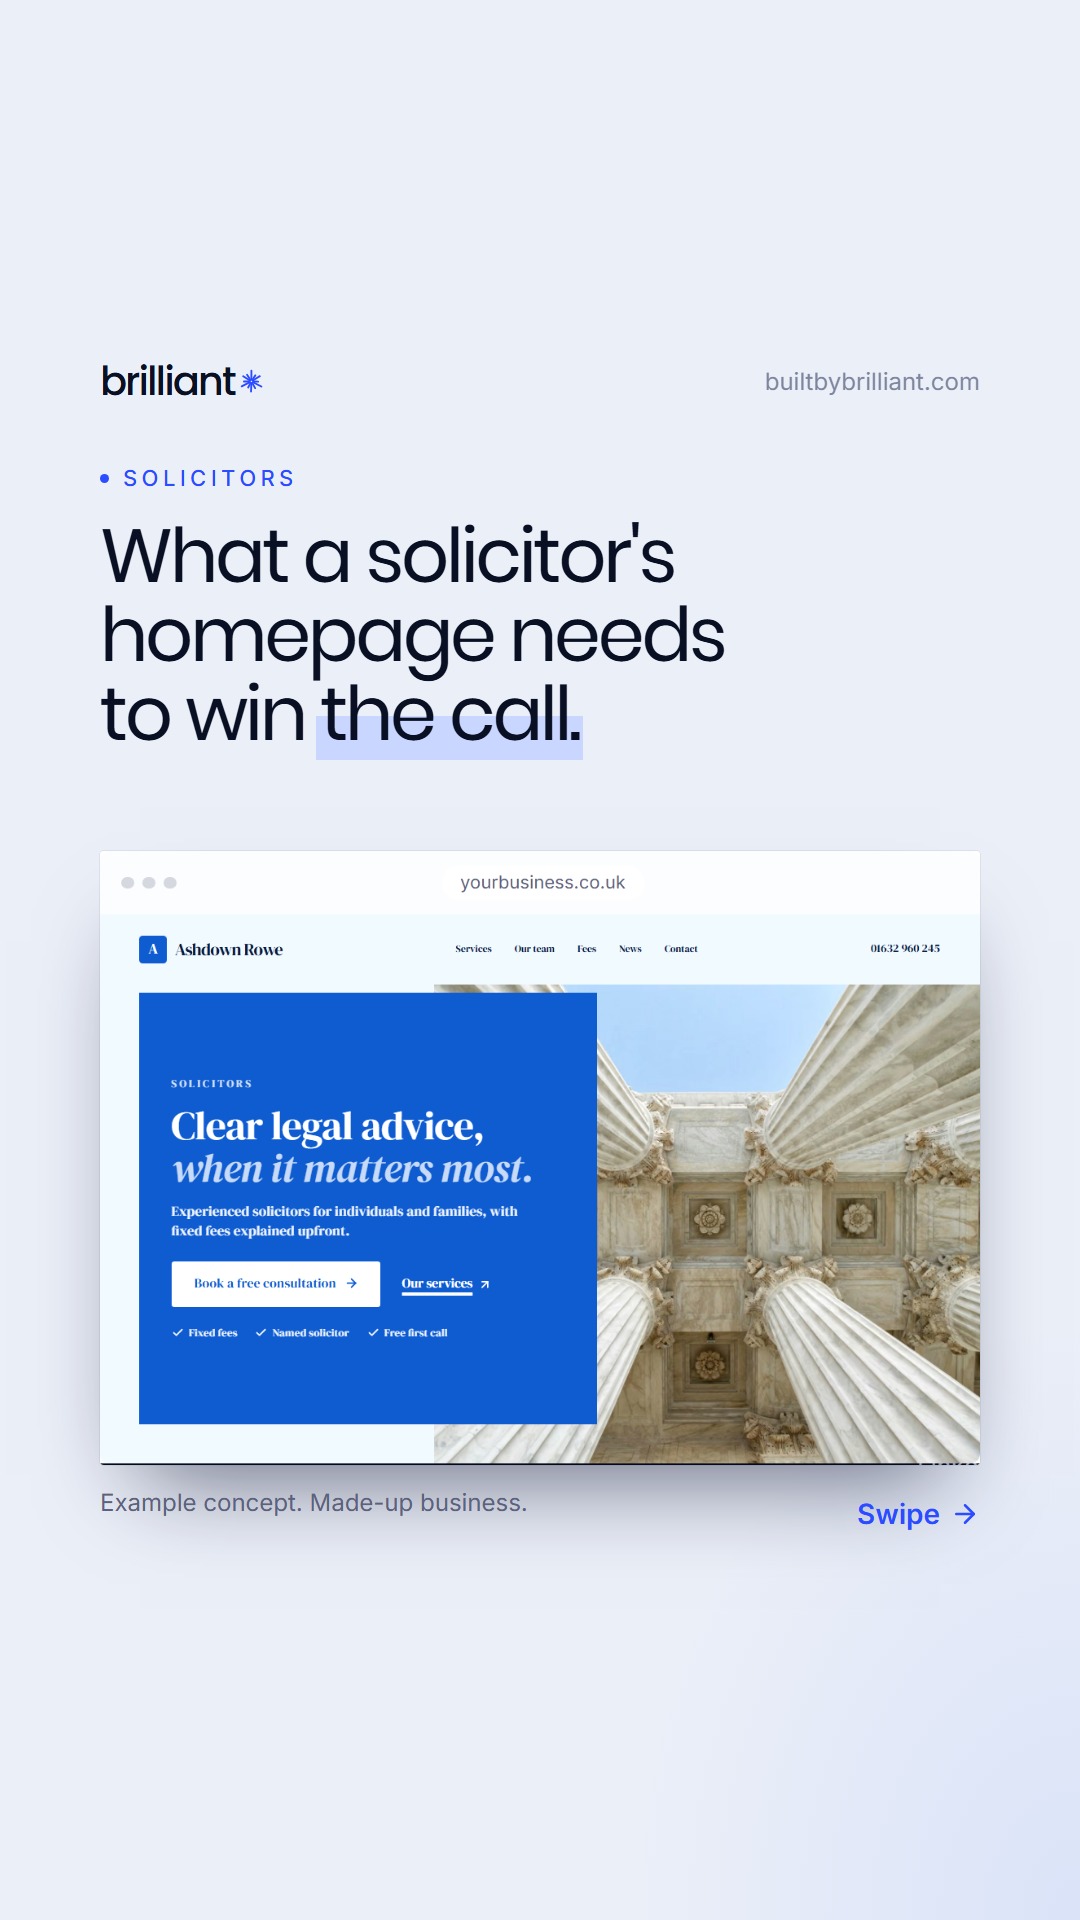 brilliant
builtbybrilliant.com
SOLICITORS
What a solicitor's
homepage needs
to win the call.
yourbusiness.co.uk
A Ashdown Rowe
Services Our team Fees News Contact
01632 960 245
SOLICITORS
Clear legal advice,
when it matters most.
Experienced solicitors for individuals and families, with
fixed fees explained upfront.
Book a free consultation → Our services ↗
✓ Fixed fees ✓ Named solicitor ✓ Free first call
Example concept. Made-up business.
Swipe →